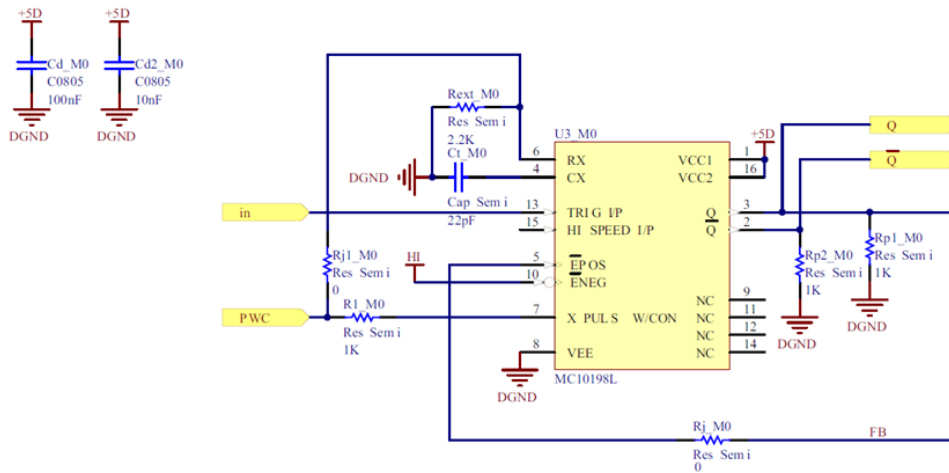 +5D
+5D
Cd_M0
C0805
100nF
Cd2_M0
C0805
10nF
DGND
DGND
Rext_M0
Res Semi
2.2K
Ct_M0
DGND
Cap Semi
22pF
U3_M0
+5D
6
RX
VCC1
1
4
CX
VCC2
16
in
13
TRIG I/P
Q
3
15
HI SPEED I/P
Q
2
Q
Q
Rj1_M0
Res Semi
0
HI
5
EPOS
10
ENEG
Rp2_M0
Res Semi
1K
Rp1_M0
Res Semi
1K
NC
9
PWC
R1_M0
Res Semi
1K
7
X PULS W/CON
NC
11
NC
12
NC
14
8
VEE
DGND
DGND
DGND
MC10198L
Rj_M0
Res Semi
0
FB